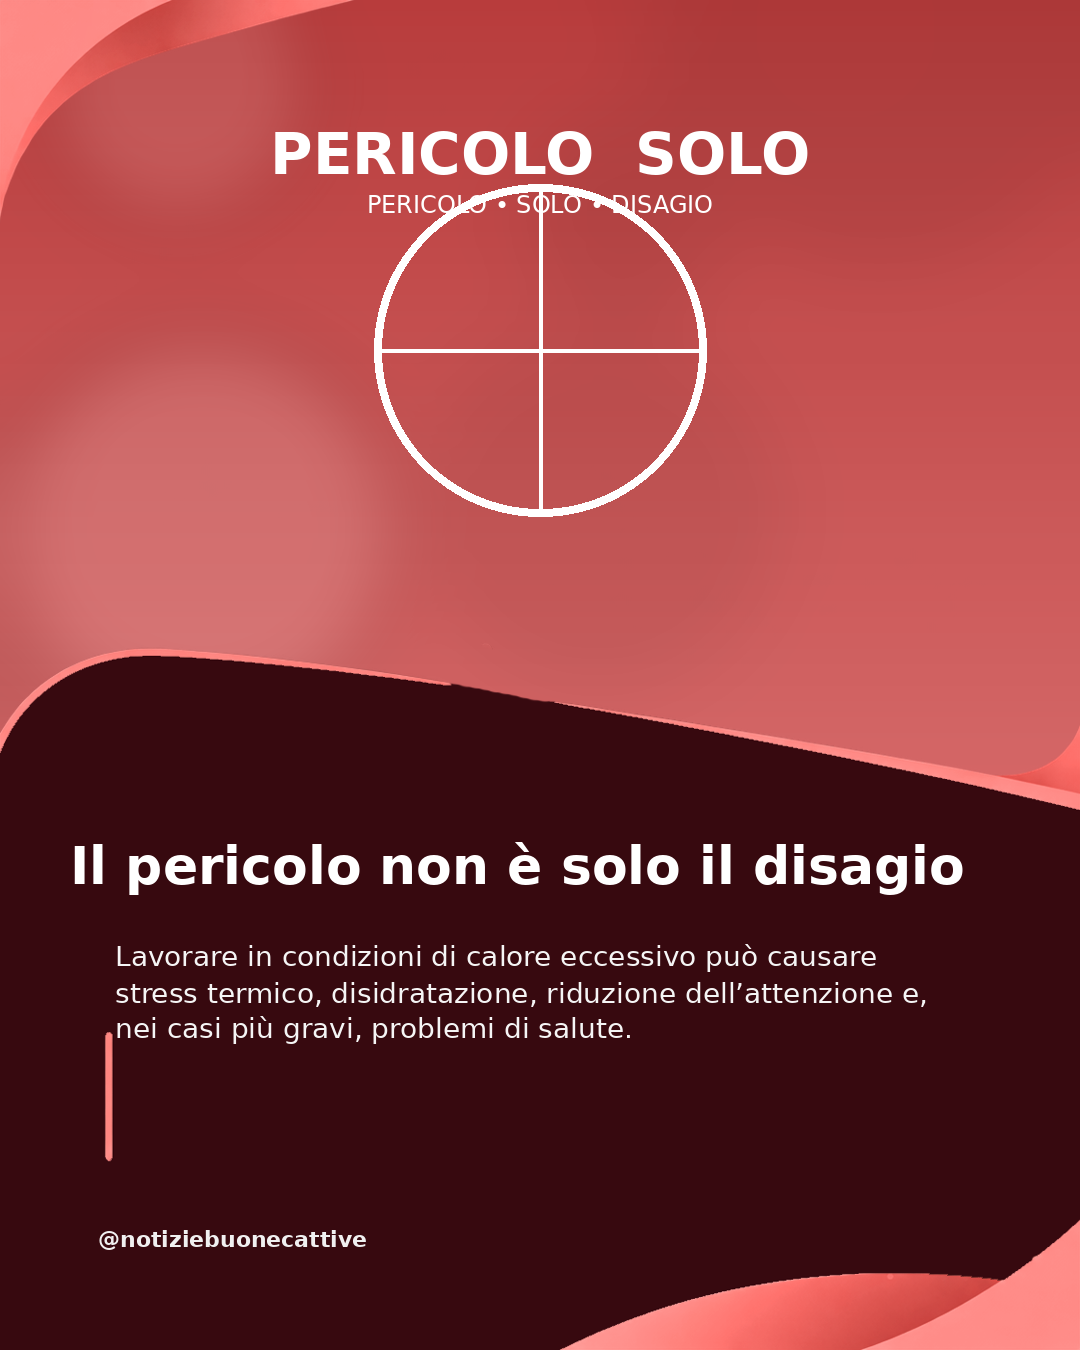 PERICOLO SOLO
PERICOLO • SOLO • DISAGIO
Il pericolo non è solo il disagio
Lavorare in condizioni di calore eccessivo può causare
stress termico, disidratazione, riduzione dell’attenzione e,
nei casi più gravi, problemi di salute.
@notiziebuonecattive